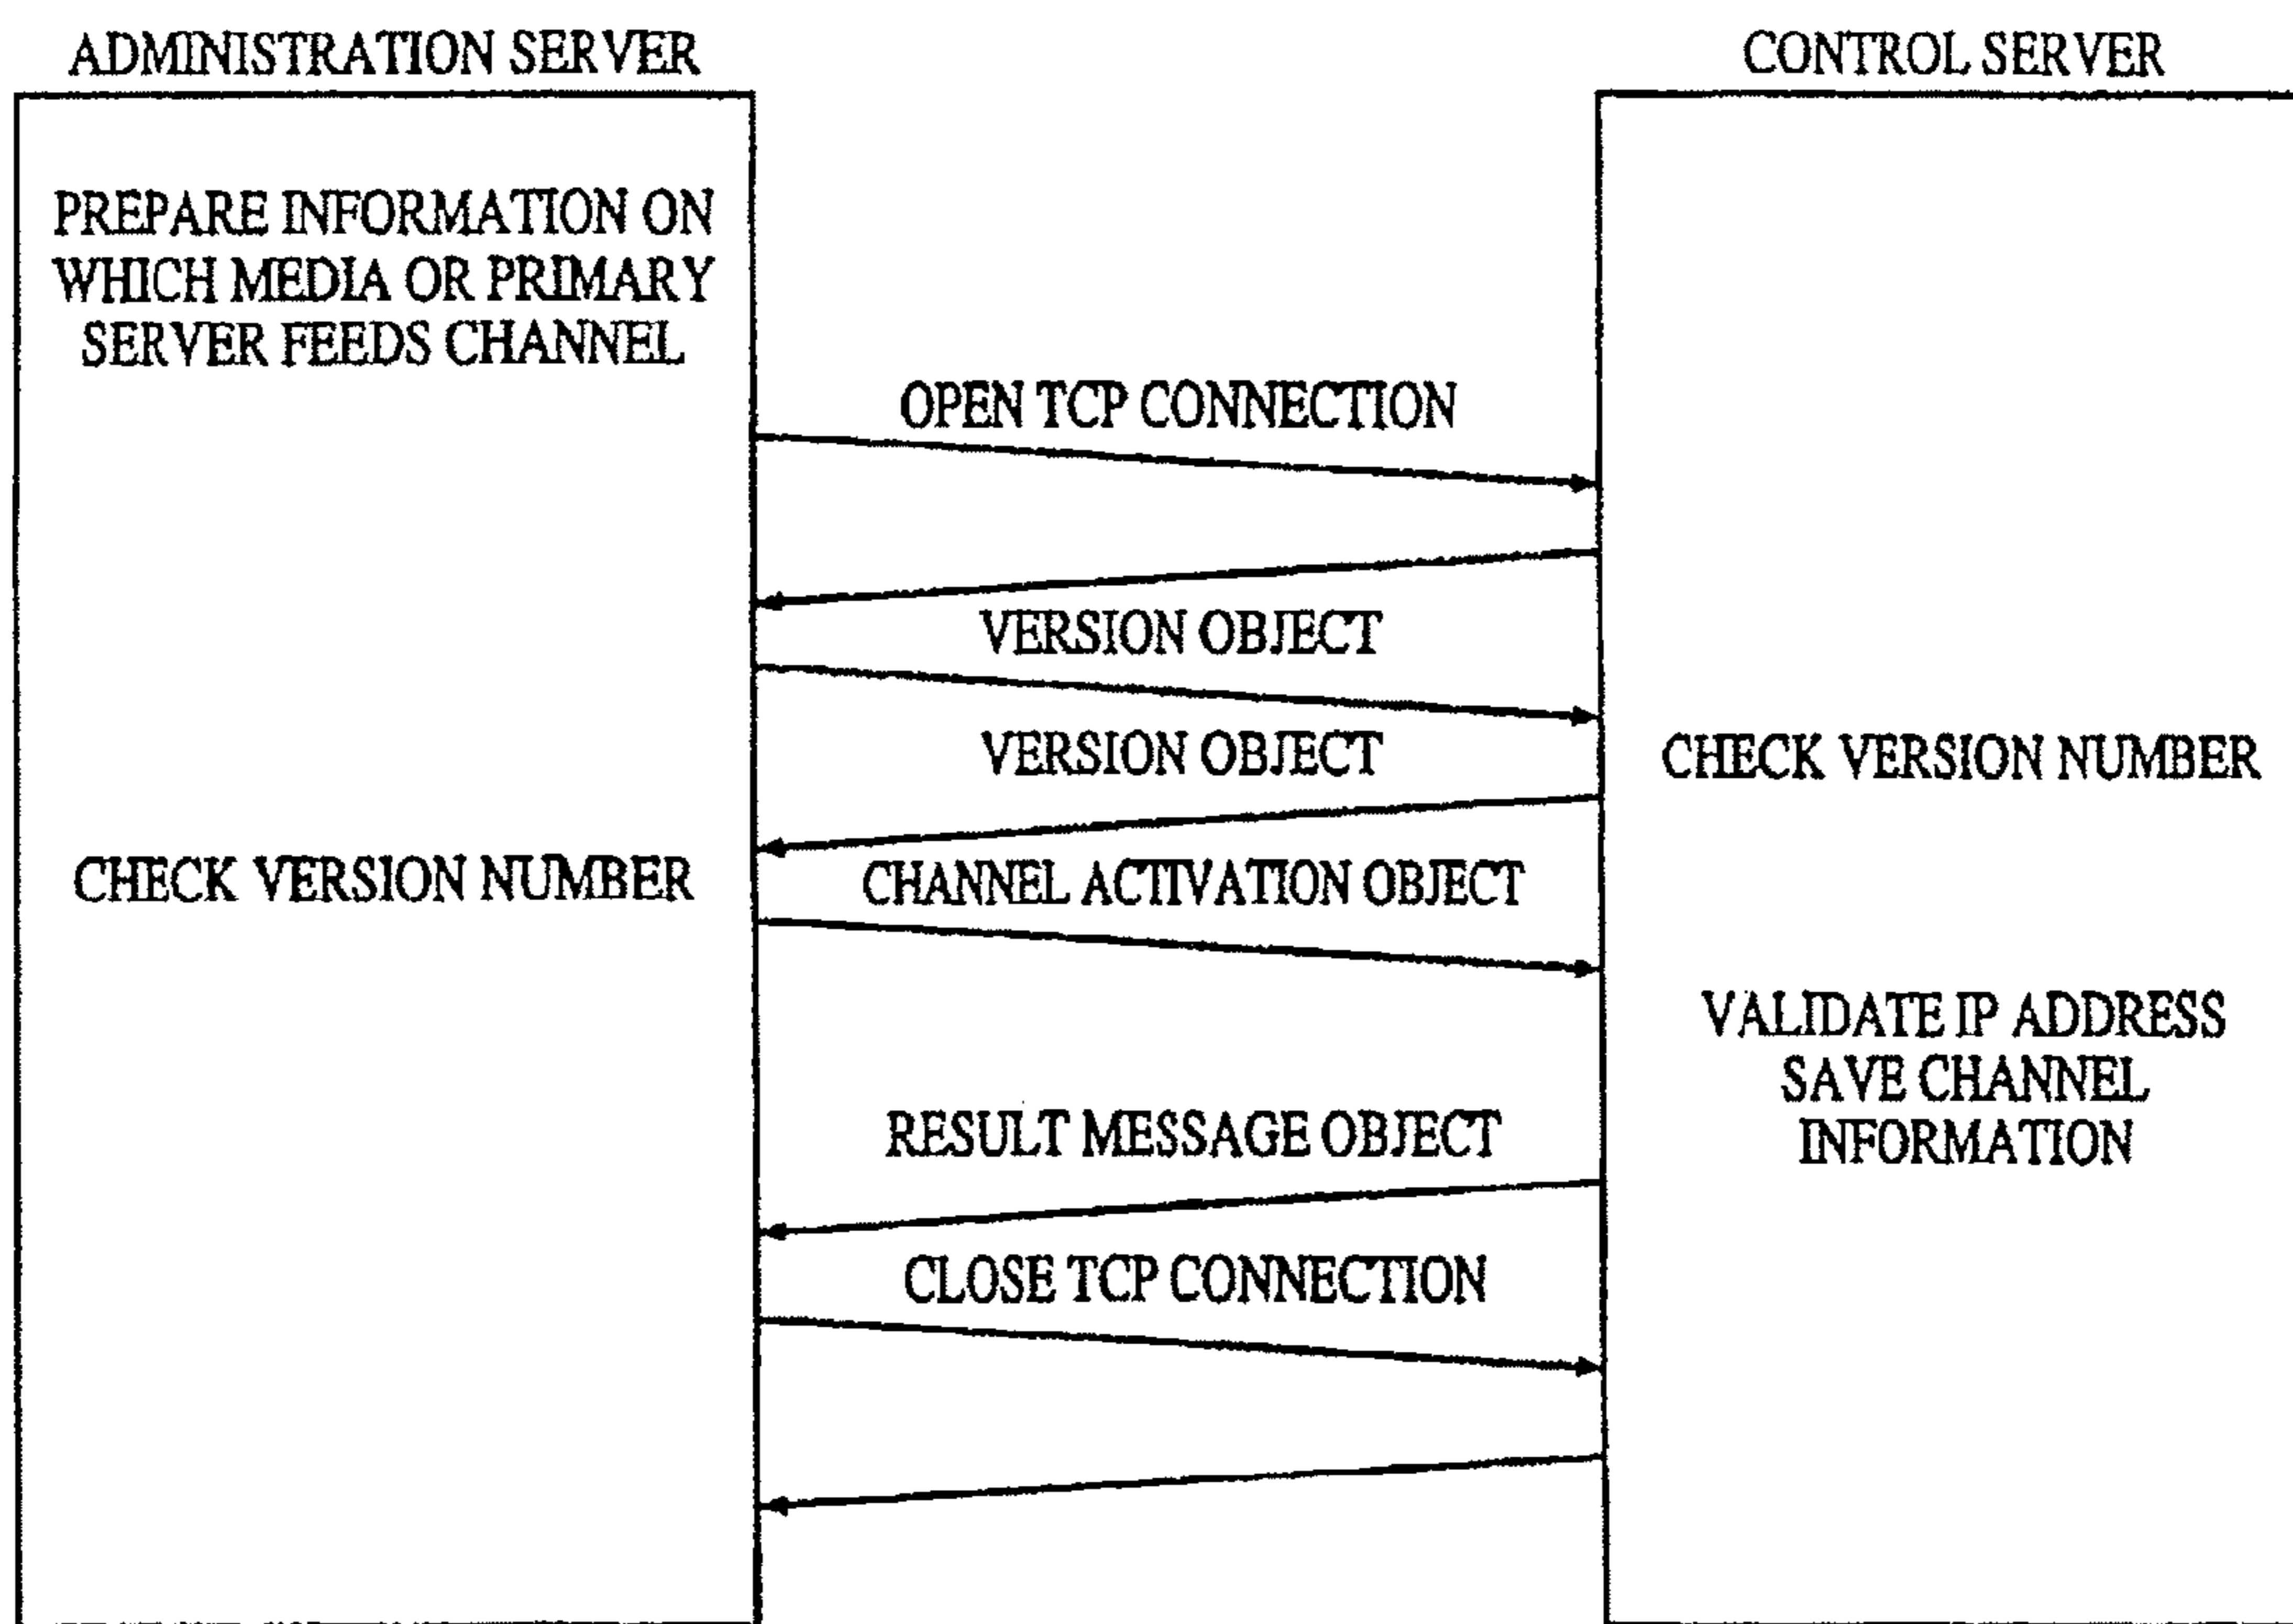 ADMINISTRATION SERVER
CONTROL SERVER
PREPARE INFORMATION ON
WHICH MEDIA OR PRIMARY
SERVER FEEDS CHANNEL
OPEN TCP CONNECTION
VERSION OBJECT
VERSION OBJECT
CHECK VERSION NUMBER
CHECK VERSION NUMBER
CHANNEL ACTIVATION OBJECT
VALIDATE IP ADDRESS
SAVE CHANNEL
INFORMATION
RESULT MESSAGE OBJECT
CLOSE TCP CONNECTION